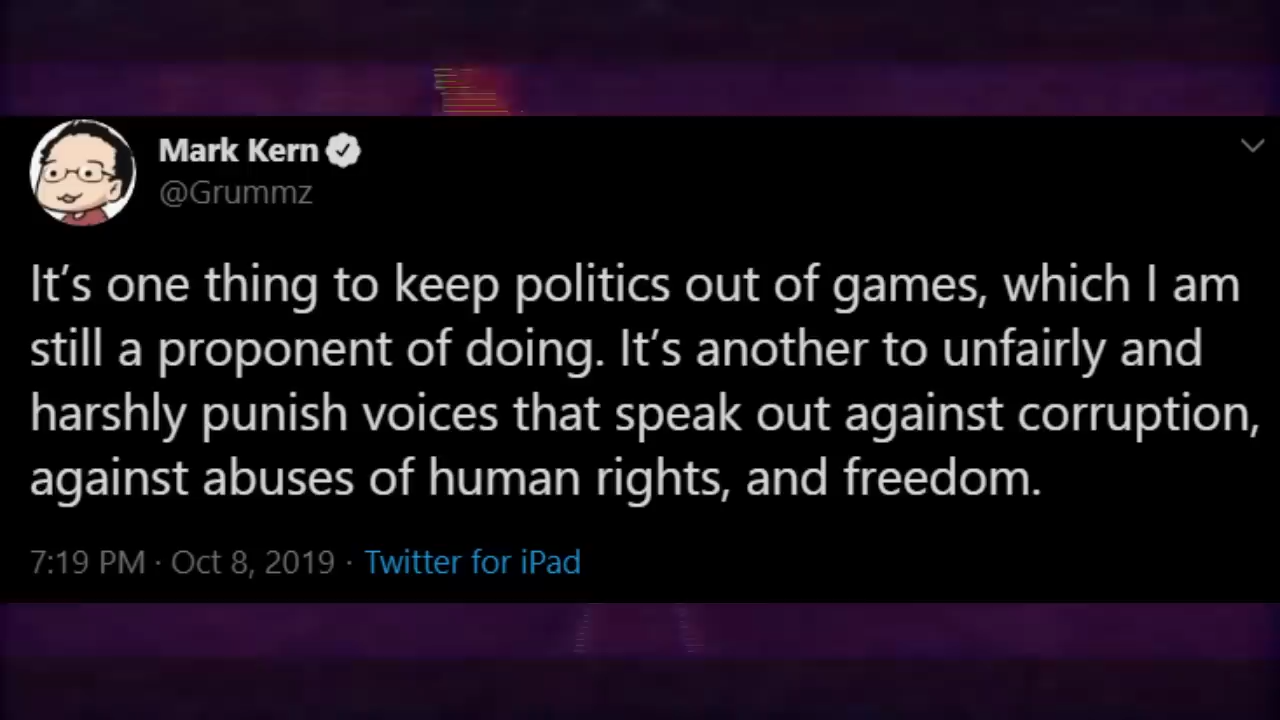 Mark Kern
@Grummz
It’s one thing to keep politics out of games, which I am
still a proponent of doing. It’s another to unfairly and
harshly punish voices that speak out against corruption,
against abuses of human rights, and freedom.
7:19 PM · Oct 8, 2019 · Twitter for iPad